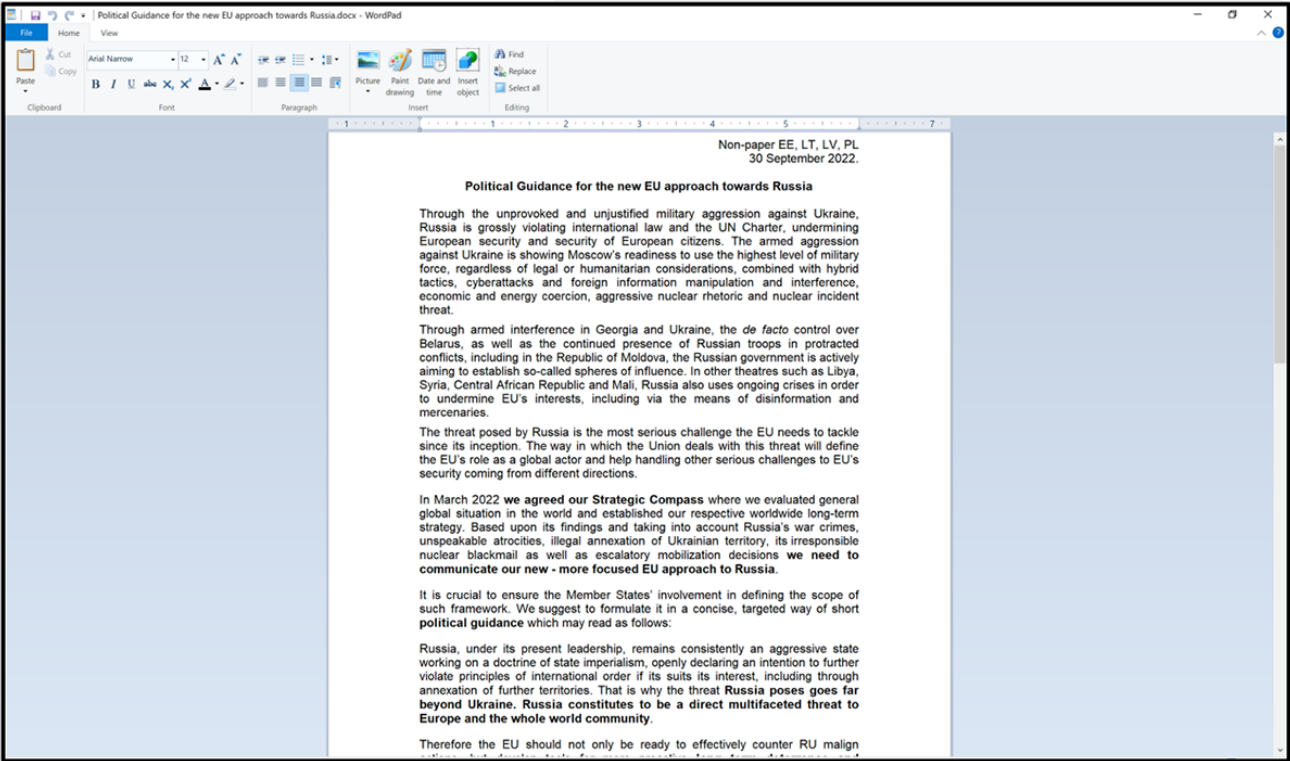 Political Guidance for the new EU approach towards Russia.docx - WordPad
File
Home
View
Paste
Cut
Copy
Clipboard
Arial Narrow
12
A A
B I U abc X₂ X² A
Font
Paragraph
Picture
Paint drawing
Date and time
Insert object
Insert
Find
Replace
Select all
Editing
1 1 2 3 4 5 7
Non-paper EE, LT, LV, PL
30 September 2022.
Political Guidance for the new EU approach towards Russia
Through the unprovoked and unjustified military aggression against Ukraine,
Russia is grossly violating international law and the UN Charter, undermining
European security and security of European citizens. The armed aggression
against Ukraine is showing Moscow's readiness to use the highest level of military
force, regardless of legal or humanitarian considerations, combined with hybrid
tactics, cyberattacks and foreign information manipulation and interference,
economic and energy coercion, aggressive nuclear rhetoric and nuclear incident
threat.
Through armed interference in Georgia and Ukraine, the de facto control over
Belarus, as well as the continued presence of Russian troops in protracted
conflicts, including in the Republic of Moldova, the Russian government is actively
aiming to establish so-called spheres of influence. In other theatres such as Libya,
Syria, Central African Republic and Mali, Russia also uses ongoing crises in order
to undermine EU's interests, including via the means of disinformation and
mercenaries.
The threat posed by Russia is the most serious challenge the EU needs to tackle
since its inception. The way in which the Union deals with this threat will define
the EU's role as a global actor and help handling other serious challenges to EU's
security coming from different directions.
In March 2022 we agreed our Strategic Compass where we evaluated general
global situation in the world and established our respective worldwide long-term
strategy. Based upon its findings and taking into account Russia's war crimes,
unspeakable atrocities, illegal annexation of Ukrainian territory, its irresponsible
nuclear blackmail as well as escalatory mobilization decisions we need to
communicate our new - more focused EU approach to Russia.
It is crucial to ensure the Member States' involvement in defining the scope of
such framework. We suggest to formulate it in a concise, targeted way of short
political guidance which may read as follows:
Russia, under its present leadership, remains consistently an aggressive state
working on a doctrine of state imperialism, openly declaring an intention to further
violate principles of international order if its suits its interest, including through
annexation of further territories. That is why the threat Russia poses goes far
beyond Ukraine. Russia constitutes to be a direct multifaceted threat to
Europe and the whole world community.
Therefore the EU should not only be ready to effectively counter RU malign